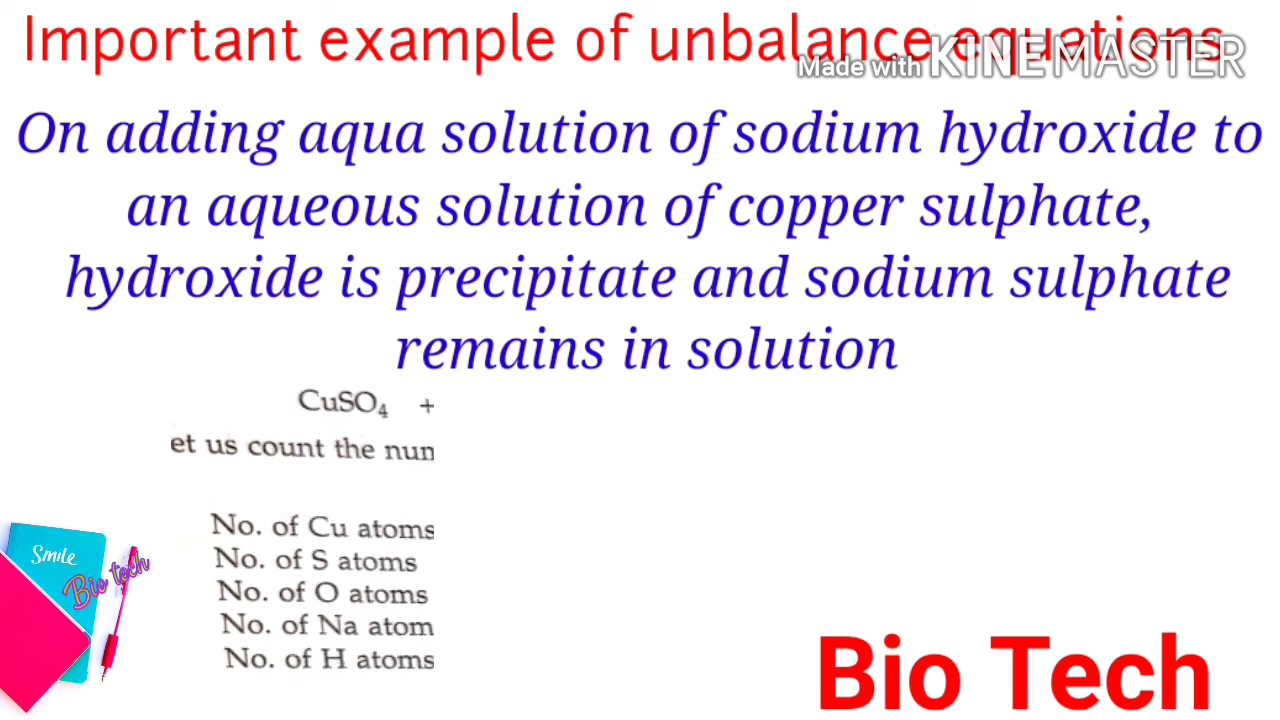 Important example of unbalance equations
Made with KINEMASTER
On adding aqua solution of sodium hydroxide to
an aqueous solution of copper sulphate,
hydroxide is precipitate and sodium sulphate
remains in solution
CuSO₄ +
et us count the num
No. of Cu atoms
No. of S atoms
No. of O atoms
No. of Na atom
No. of H atoms
Smile
Bio tech
Bio Tech